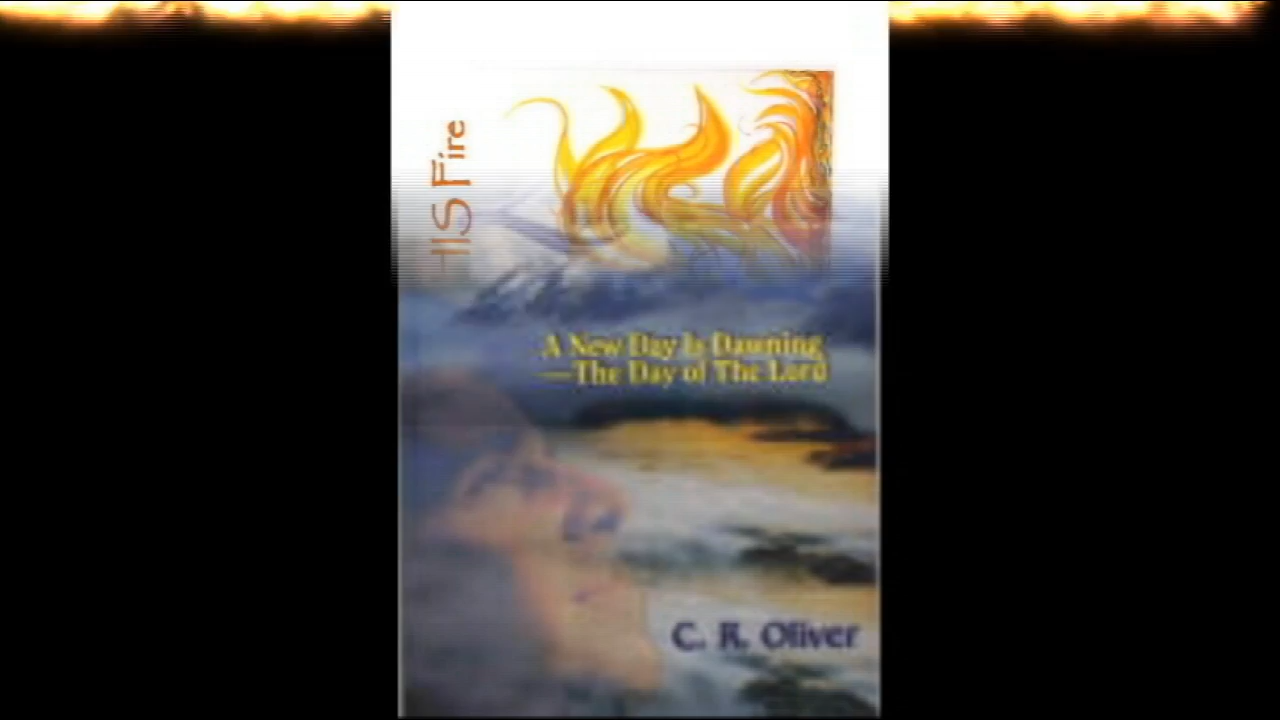 HIS Fire
A New Day Is Dawning
—The Day of The Lord
C. R. Oliver